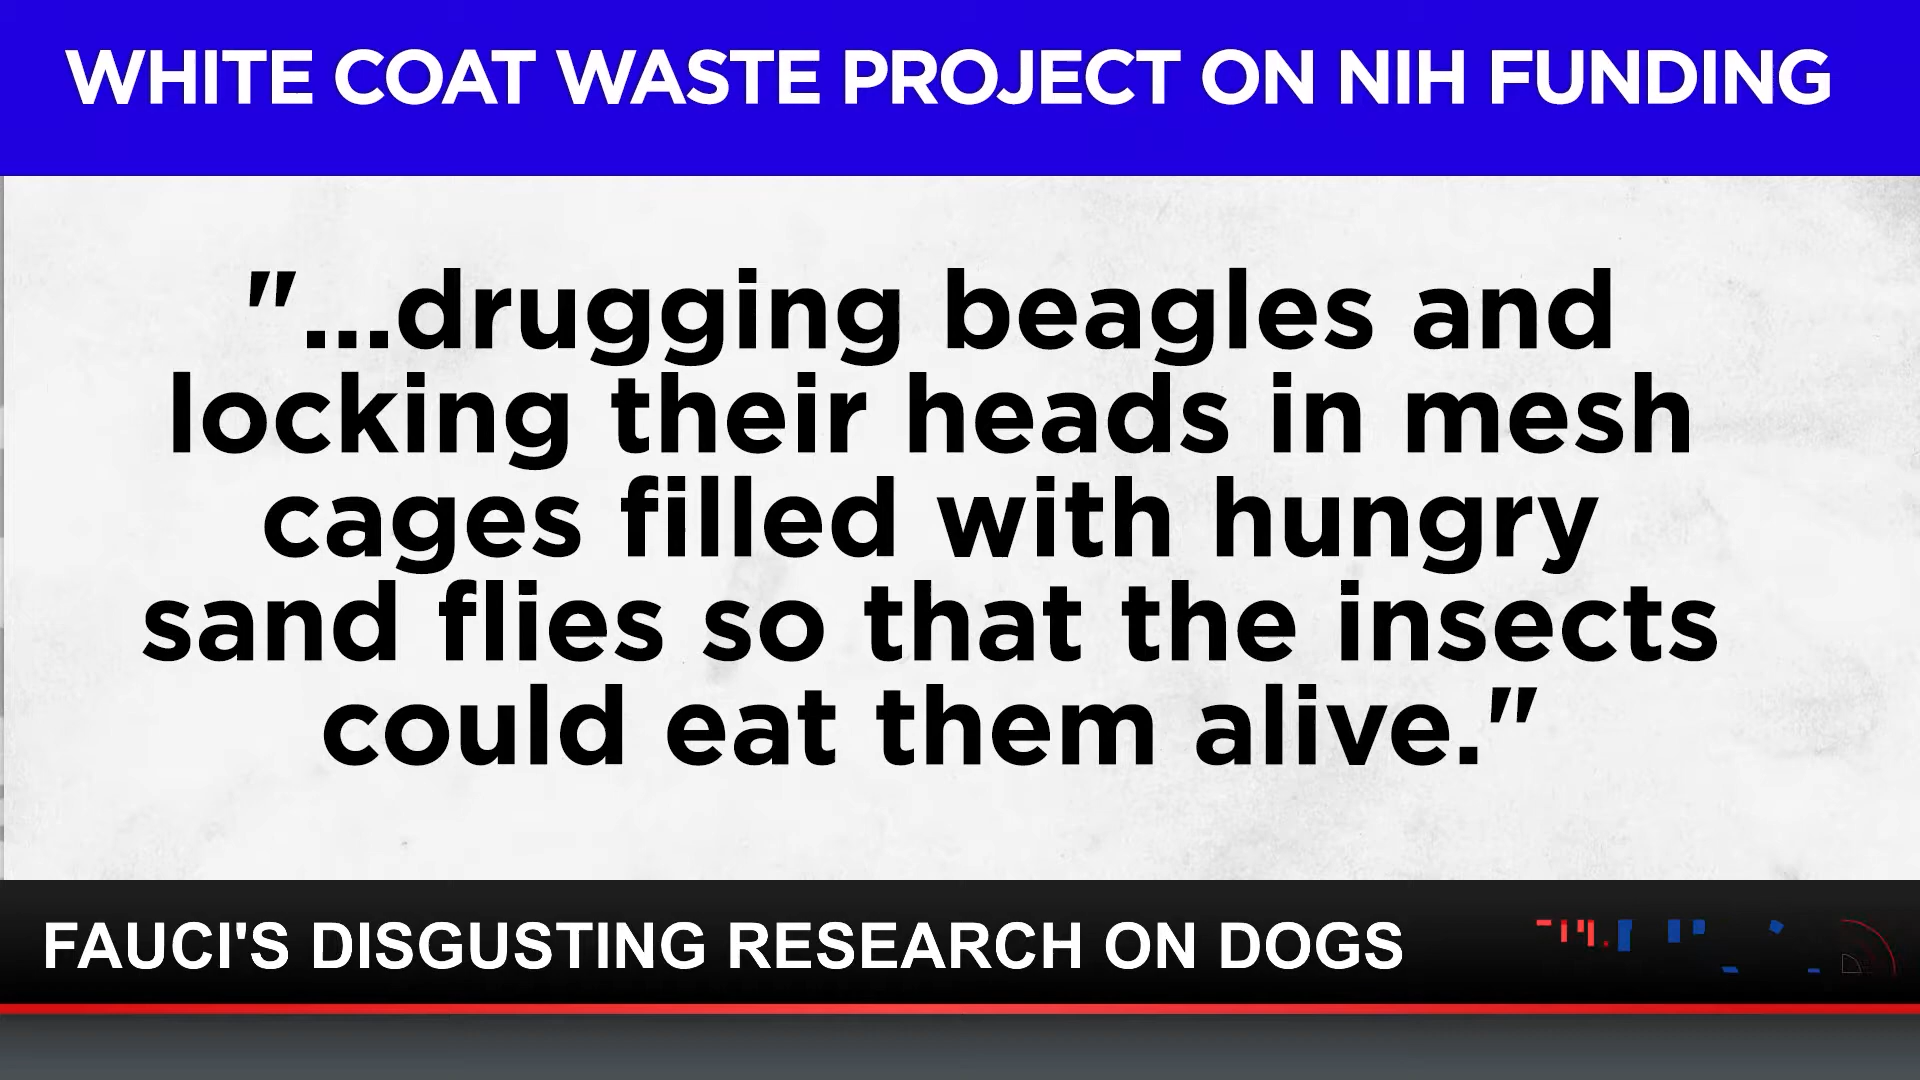 WHITE COAT WASTE PROJECT ON NIH FUNDING
"...drugging beagles and
locking their heads in mesh
cages filled with hungry
sand flies so that the insects
could eat them alive."
FAUCI'S DISGUSTING RESEARCH ON DOGS